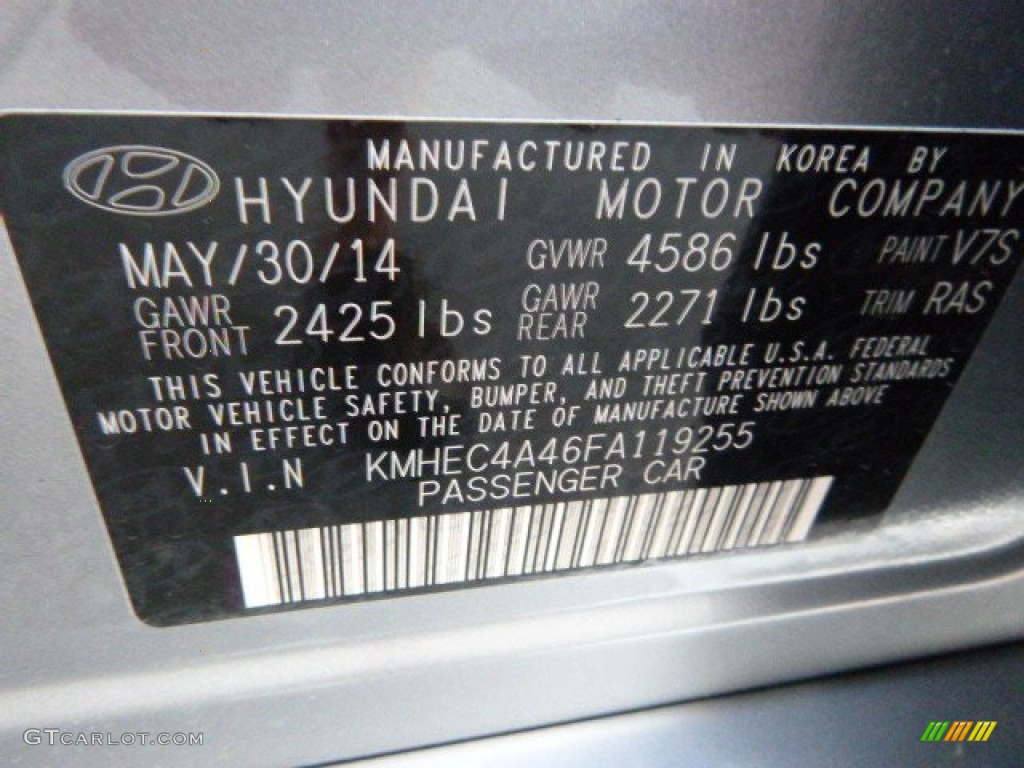 MANUFACTURED IN KOREA BY
HYUNDAI MOTOR COMPANY
MAY/30/14 GVWR 4586 lbs PAINT V7S
GAWR FRONT 2425 lbs GAWR REAR 2271 lbs TRIM RAS
THIS VEHICLE CONFORMS TO ALL APPLICABLE U.S.A. FEDERAL
MOTOR VEHICLE SAFETY, BUMPER, AND THEFT PREVENTION STANDARDS
IN EFFECT ON THE DATE OF MANUFACTURE SHOWN ABOVE
V.I.N KMHEC4A46FA119255
PASSENGER CAR
GTCARLOT.COM